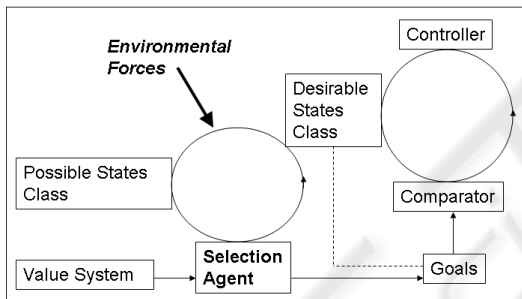 Environmental
Forces
Controller
Desirable
States
Class
Possible States
Class
Comparator
Value System
Selection
Agent
Goals